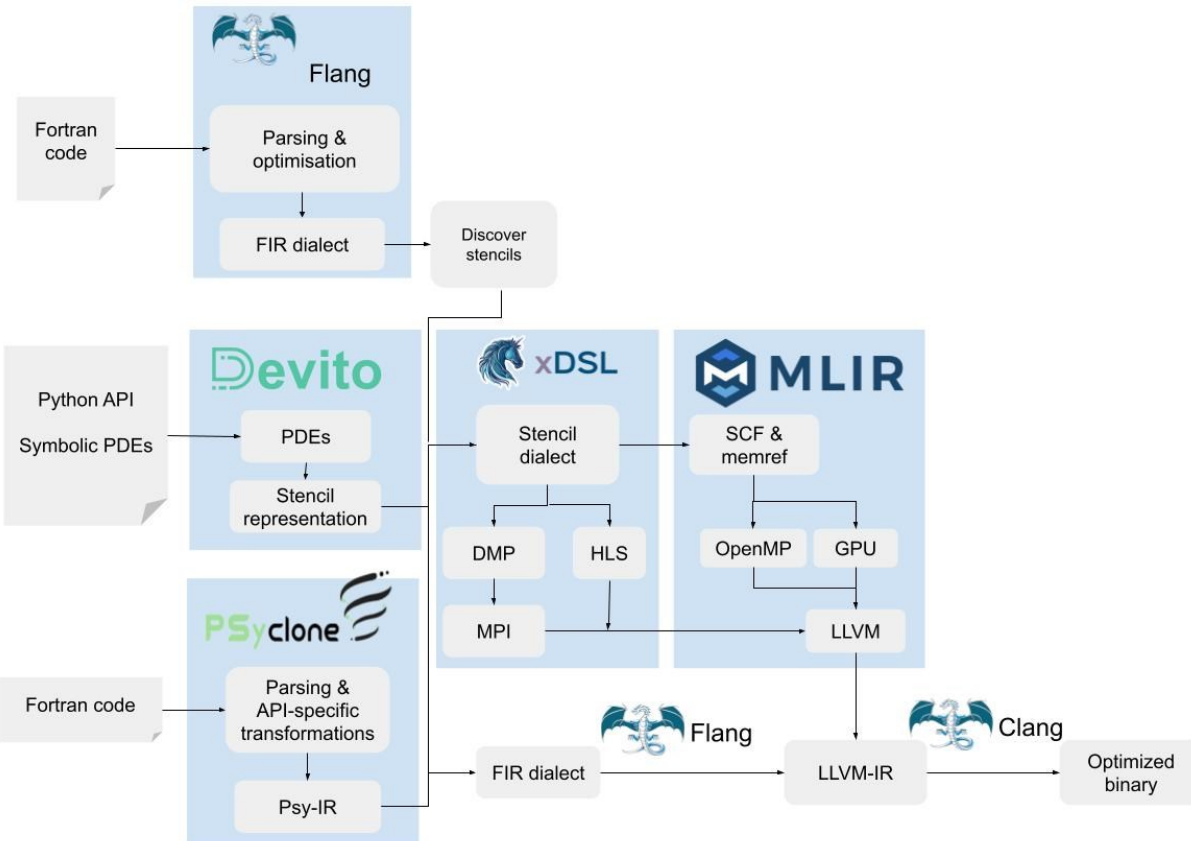 Flang
Fortran
code
Parsing &
optimisation
FIR dialect
Discover
stencils
Devito
xDSL
MLIR
Python API
Symbolic PDEs
PDEs
Stencil
representation
Stencil
dialect
SCF &
memref
DMP
HLS
OpenMP
GPU
MPI
LLVM
PSyclone
Fortran code
Parsing &
API-specific
transformations
Psy-IR
FIR dialect
Flang
LLVM-IR
Clang
Optimized
binary